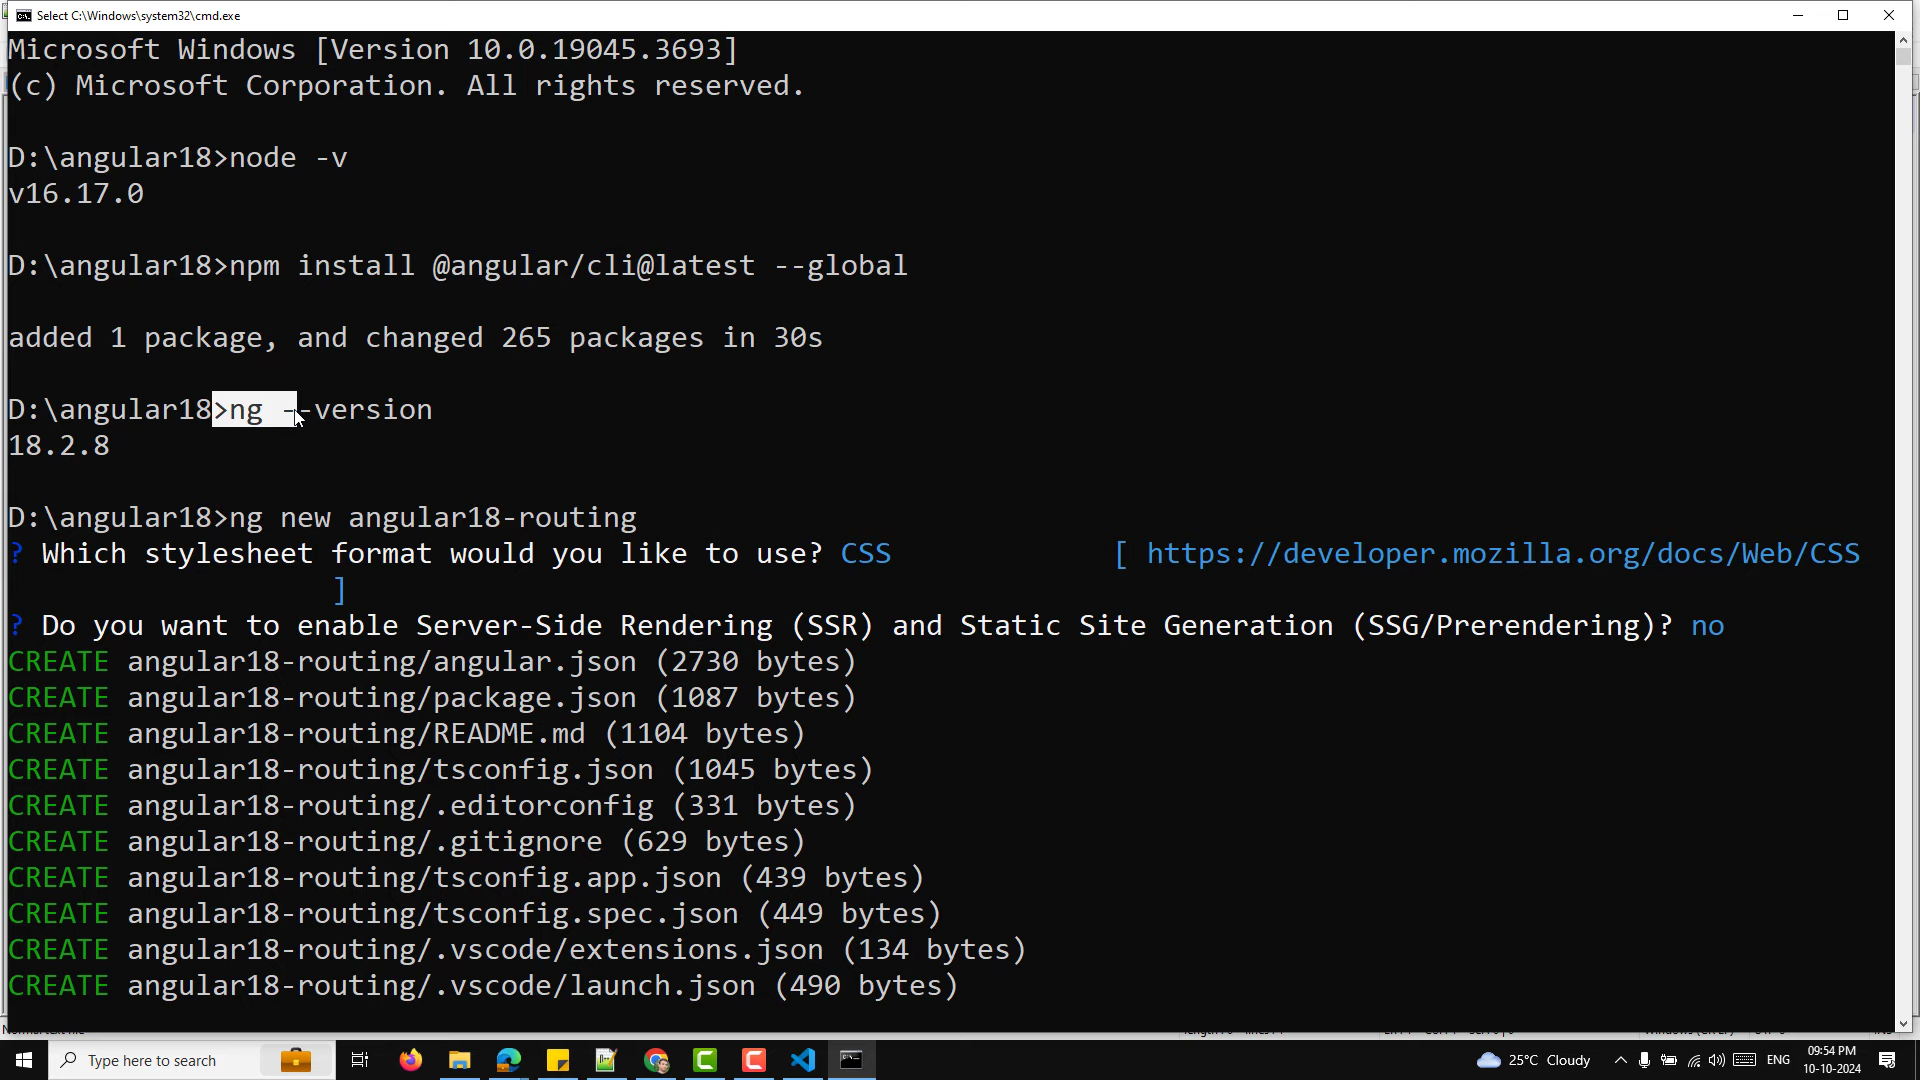 Select C:\Windows\system32\cmd.exe
Microsoft Windows [Version 10.0.19045.3693]
(c) Microsoft Corporation. All rights reserved.
D:\angular18>node -v
v16.17.0
D:\angular18>npm install @angular/cli@latest --global
added 1 package, and changed 265 packages in 30s
D:\angular18>ng --version
18.2.8
D:\angular18>ng new angular18-routing
? Which stylesheet format would you like to use? CSS [ https://developer.mozilla.org/docs/Web/CSS
]
? Do you want to enable Server-Side Rendering (SSR) and Static Site Generation (SSG/Prerendering)? no
CREATE angular18-routing/angular.json (2730 bytes)
CREATE angular18-routing/package.json (1087 bytes)
CREATE angular18-routing/README.md (1104 bytes)
CREATE angular18-routing/tsconfig.json (1045 bytes)
CREATE angular18-routing/.editorconfig (331 bytes)
CREATE angular18-routing/.gitignore (629 bytes)
CREATE angular18-routing/tsconfig.app.json (439 bytes)
CREATE angular18-routing/tsconfig.spec.json (449 bytes)
CREATE angular18-routing/.vscode/extensions.json (134 bytes)
CREATE angular18-routing/.vscode/launch.json (490 bytes)
Type here to search
25°C Cloudy
ENG
09:54 PM
10-10-2024